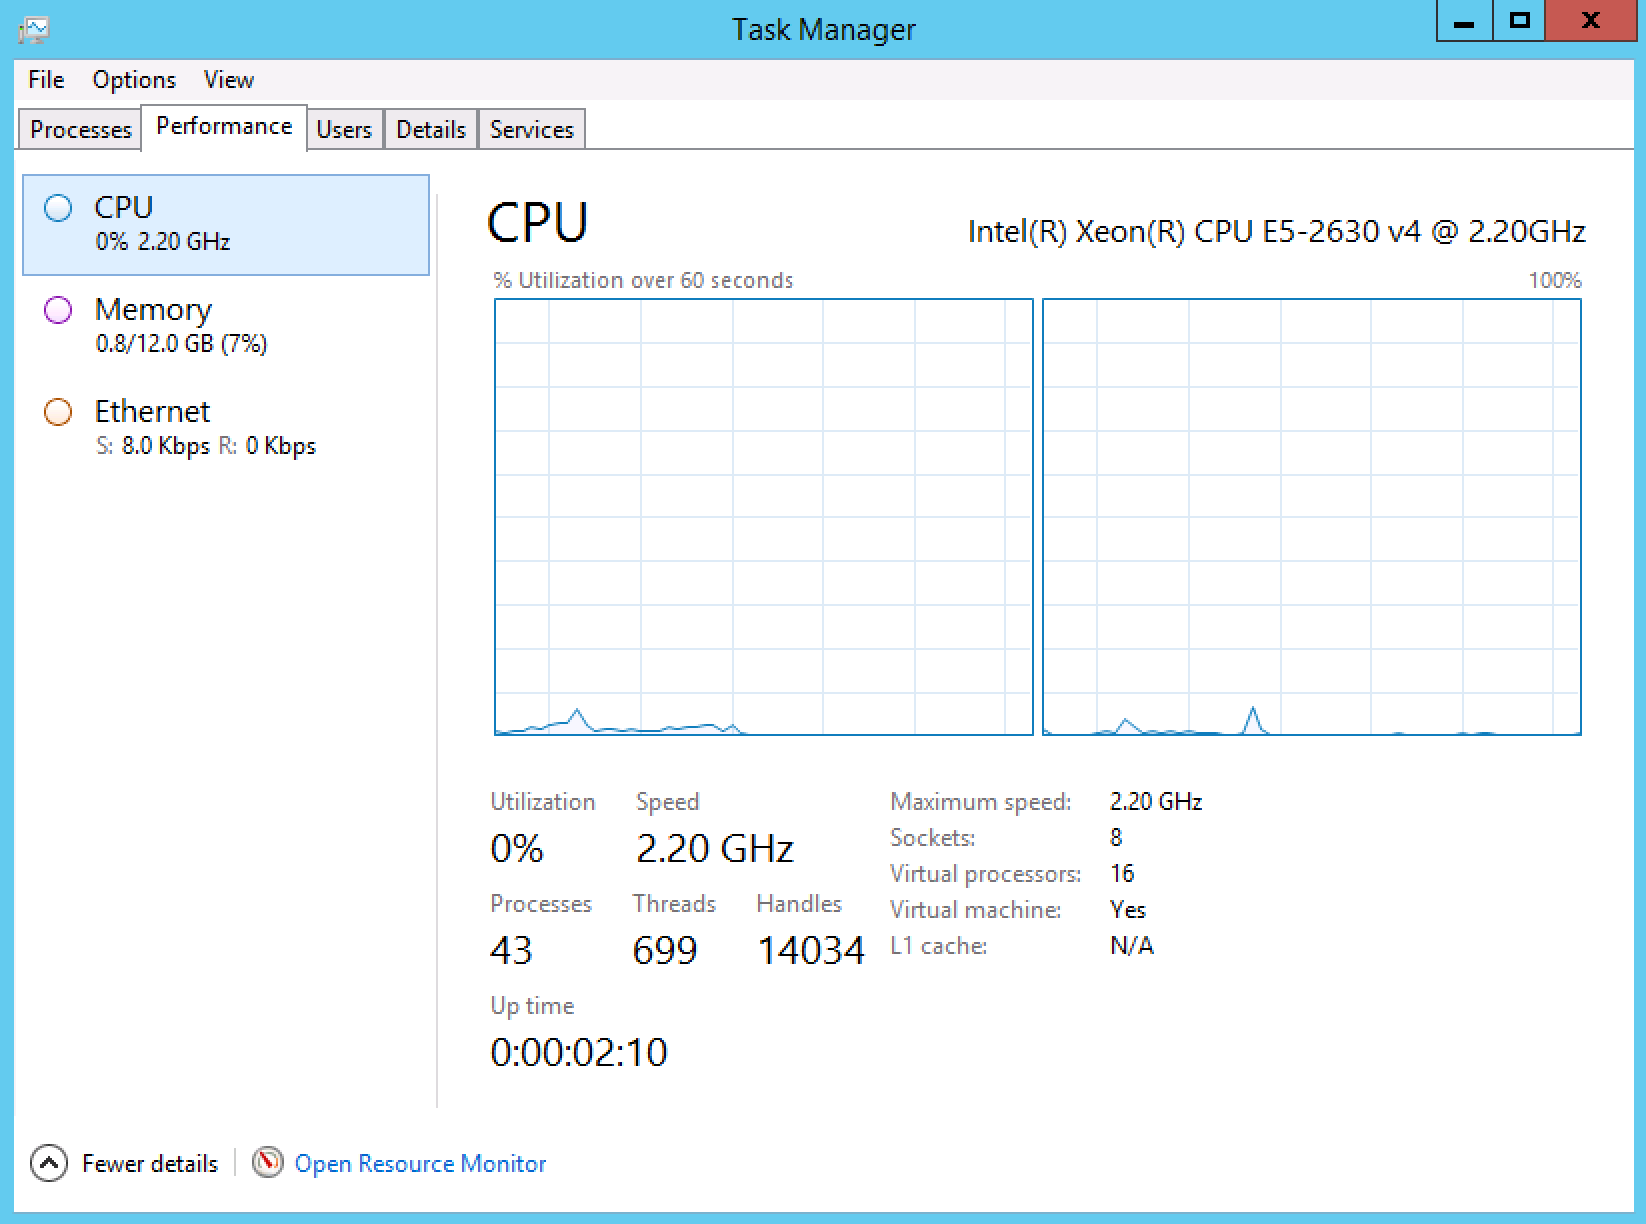 Task Manager
File Options View
Processes Performance Users Details Services
CPU
0% 2.20 GHz
Memory
0.8/12.0 GB (7%)
Ethernet
S: 8.0 Kbps R: 0 Kbps
CPU
Intel(R) Xeon(R) CPU E5-2630 v4 @ 2.20GHz
% Utilization over 60 seconds 100%
Utilization Speed
0% 2.20 GHz
Processes Threads Handles
43 699 14034
Up time
0:00:02:10
Maximum speed: 2.20 GHz
Sockets: 8
Virtual processors: 16
Virtual machine: Yes
L1 cache: N/A
Fewer details Open Resource Monitor